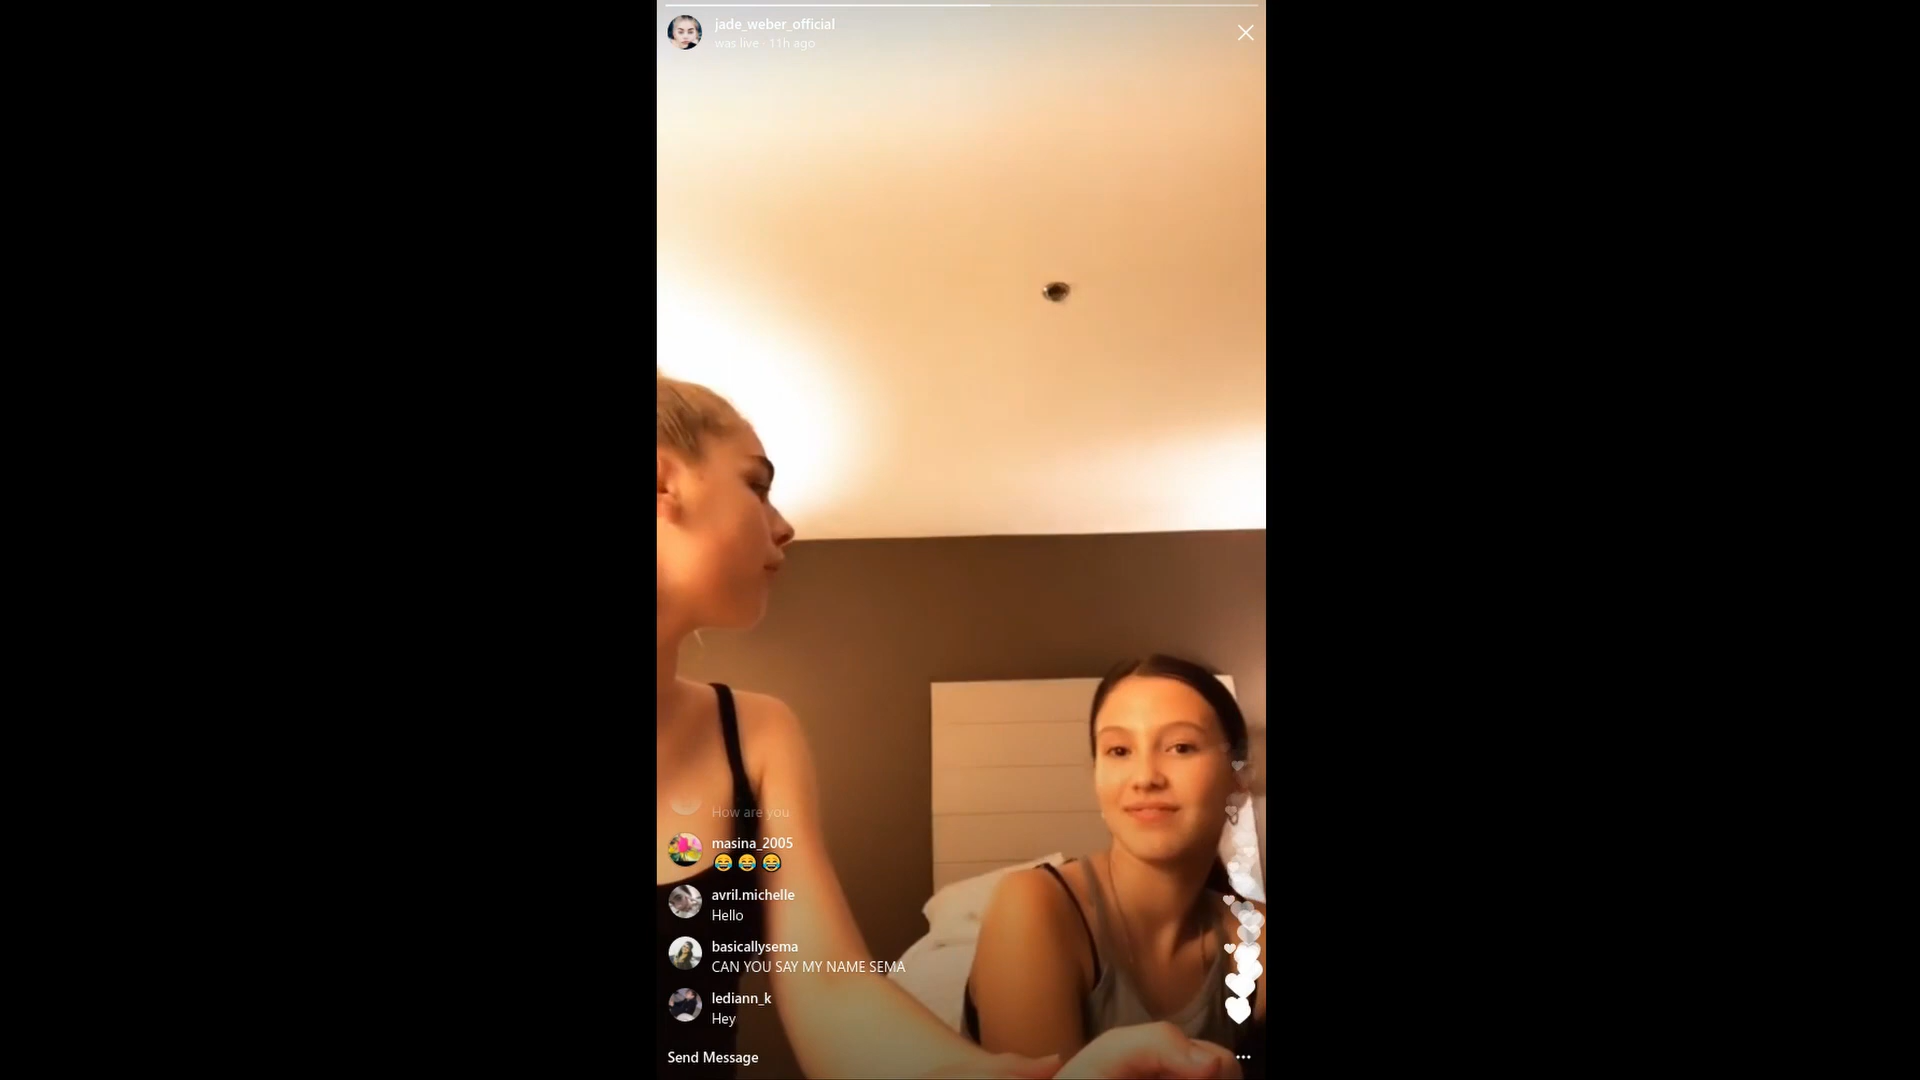 jade_weber_official
was live · 11h ago
How are you
masina_2005
😂 😂 😂
avril.michelle
Hello
basicallysema
CAN YOU SAY MY NAME SEMA
lediann_k
Hey
Send Message